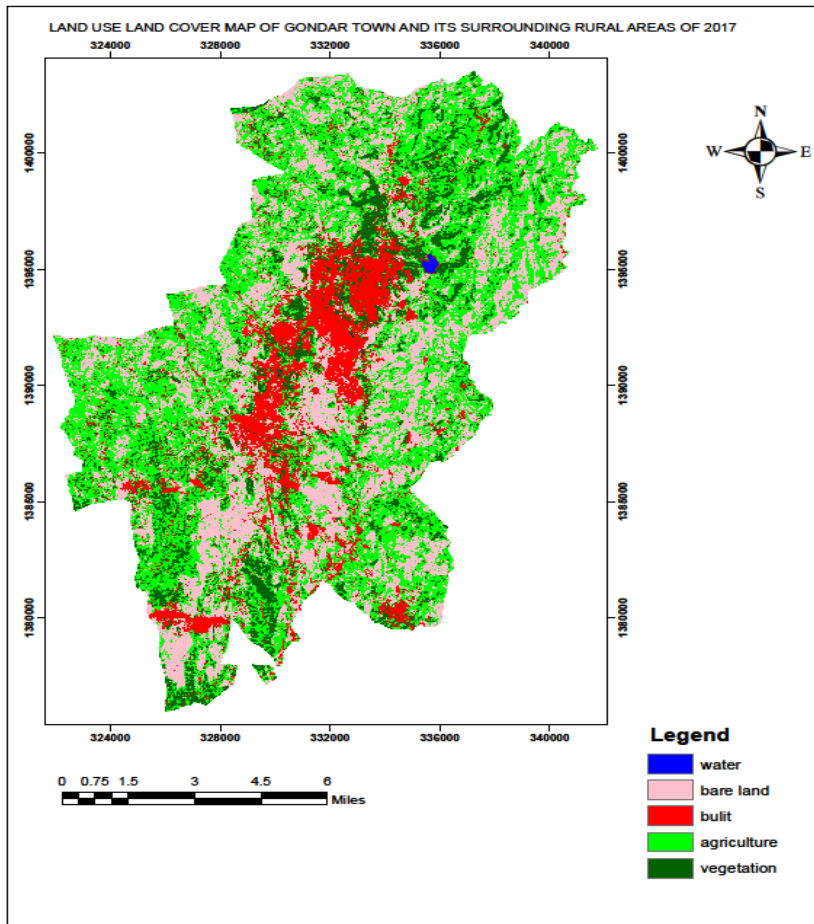 LAND USE LAND COVER MAP OF GONDAR TOWN AND ITS SURROUNDING RURAL AREAS OF 2017
324000 328000 332000 336000 340000
N
W E
S
1400000 1400000
1395000 1395000
1390000 1390000
1385000 1385000
1380000 1380000
324000 328000 332000 336000 340000
Legend
water
bare land
bulit
agriculture
vegetation
0 0.75 1.5 3 4.5 6
Miles